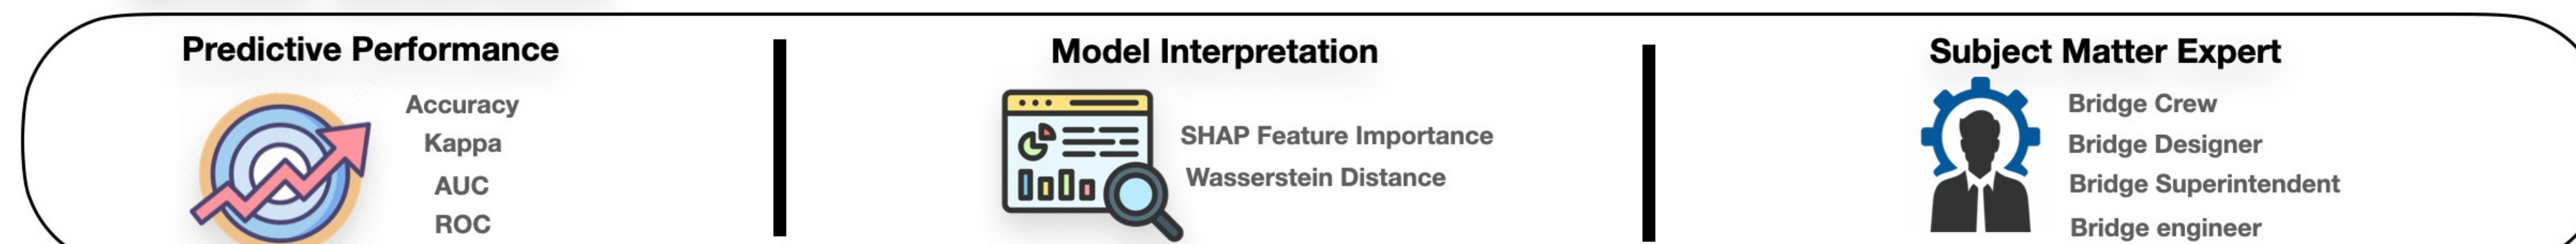 Predictive Performance
Accuracy
Kappa
AUC
ROC
Model Interpretation
SHAP Feature Importance
Wasserstein Distance
Subject Matter Expert
Bridge Crew
Bridge Designer
Bridge Superintendent
Bridge engineer